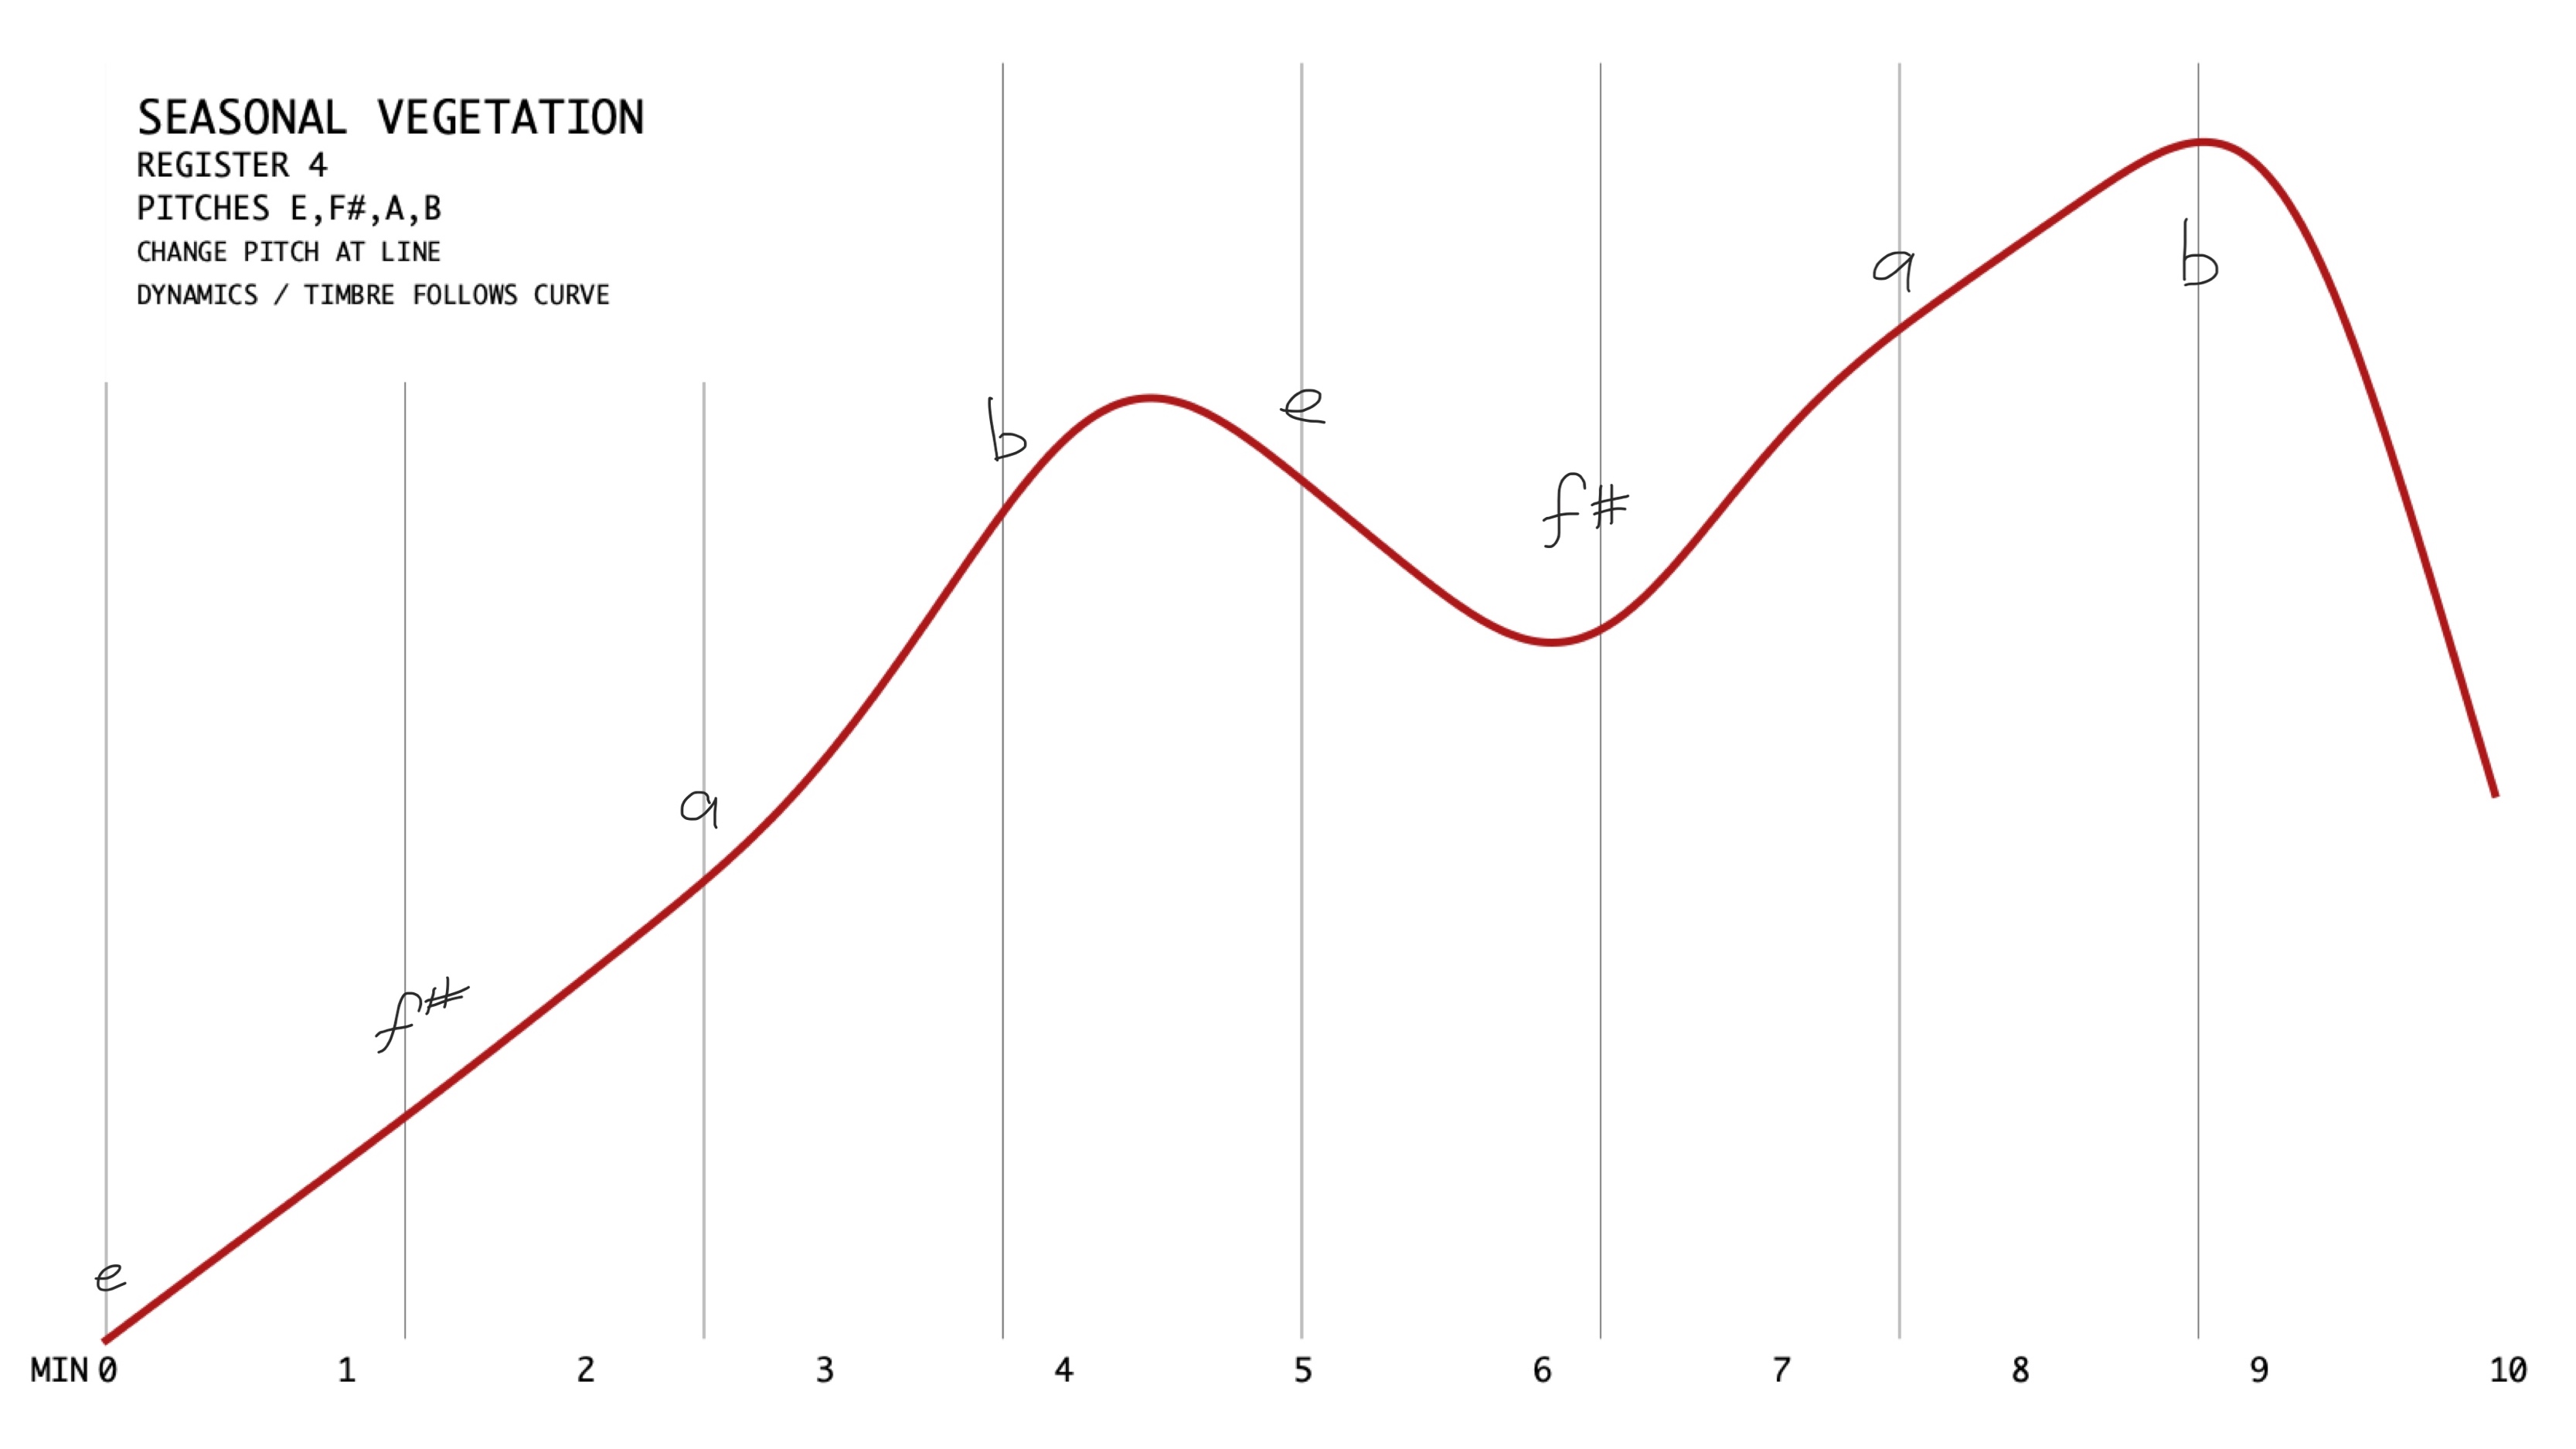 SEASONAL VEGETATION
REGISTER 4
PITCHES E,F#,A,B
CHANGE PITCH AT LINE
DYNAMICS / TIMBRE FOLLOWS CURVE
e
f#
a
b
e
f#
a
b
MIN 0 1 2 3 4 5 6 7 8 9 10